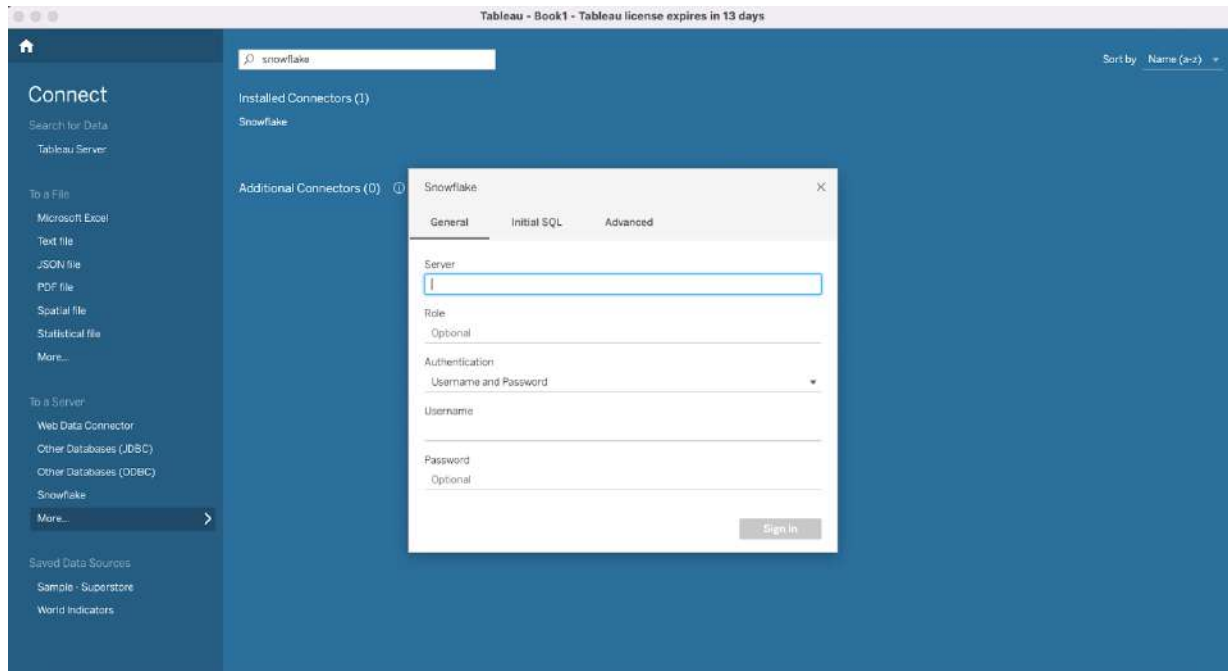 Tableau - Book1 - Tableau license expires in 13 days
snowflake
Sort by Name (a-z)
Connect
Installed Connectors (1)
Search for Data
Snowflake
Tableau Server
Additional Connectors (0)
To a File
Microsoft Excel
Text file
JSON file
PDF file
Spatial file
Statistical file
More...
To a Server
Web Data Connector
Other Databases (JDBC)
Other Databases (ODBC)
Snowflake
More...
Saved Data Sources
Sample - Superstore
World Indicators
Snowflake
General Initial SQL Advanced
Server
Role
Optional
Authentication
Username and Password
Username
Password
Optional
Sign In